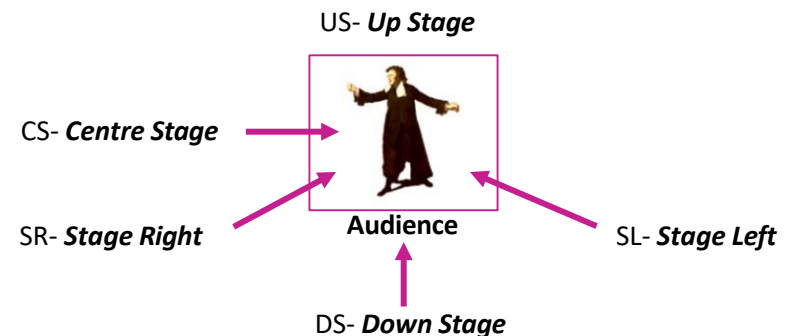 US- Up Stage
CS- Centre Stage
SR- Stage Right
Audience
SL- Stage Left
DS- Down Stage